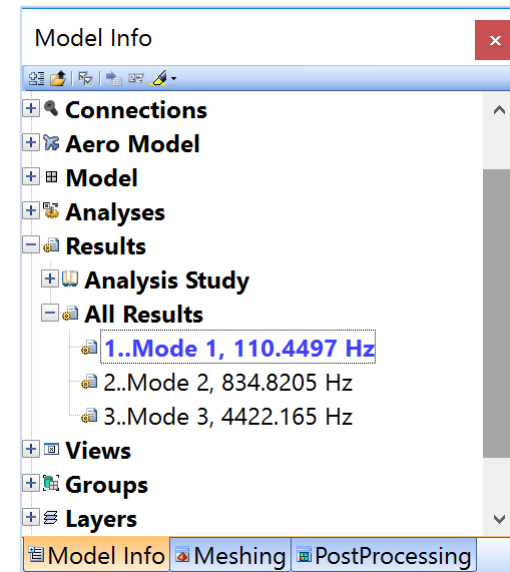 Model Info
Connections
Aero Model
Model
Analyses
Results
Analysis Study
All Results
1..Mode 1, 110.4497 Hz
2..Mode 2, 834.8205 Hz
3..Mode 3, 4422.165 Hz
Views
Groups
Layers
Model Info Meshing PostProcessing